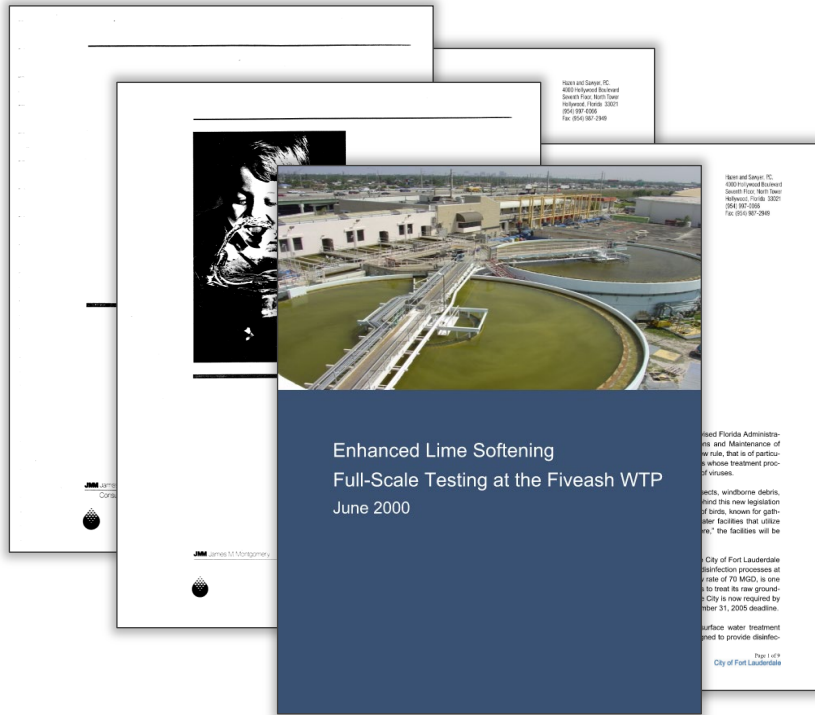 Hazen and Sawyer, P.C.
4000 Hollywood Boulevard
Seventh Floor, North Tower
Hollywood, Florida 33021
(954) 987-0066
Fax: (954) 987-2949
Hazen and Sawyer, P.C.
4000 Hollywood Boulevard
Seventh Floor, North Tower
Hollywood, Florida 33021
(954) 987-0066
Fax: (954) 987-2949
Enhanced Lime Softening
Full-Scale Testing at the Fiveash WTP
June 2000
ised Florida Administra-
ns and Maintenance of
w rule, that is of particu-
s whose treatment proc-
of viruses.
sects, windborne debris,
hind this new legislation
of birds, known for gath-
ater facilities that utilize
re," the facilities will be
City of Fort Lauderdale
disinfection processes at
rate of 70 MGD, is one
s to treat its raw ground-
e City is now required by
mber 31, 2005 deadline.
surface water treatment
gned to provide disinfec-
Page 1 of 9
City of Fort Lauderdale
JMM James
Consu
JMM James M. Montgomery